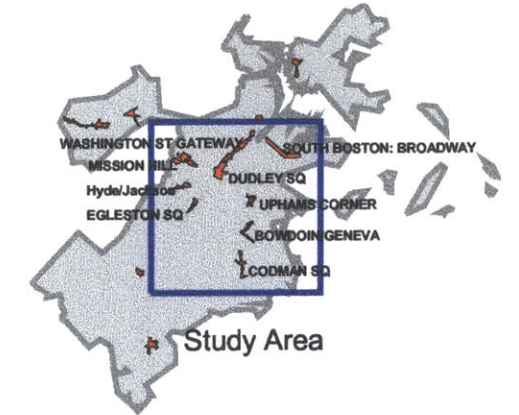 WASHINGTON ST GATEWAY
SOUTH BOSTON: BROADWAY
MISSION HILL
DUDLEY SQ
Hyde/Jackson
UPHAMS CORNER
EGLESTON SQ
BOWDOIN GENEVA
CODMAN SQ
Study Area